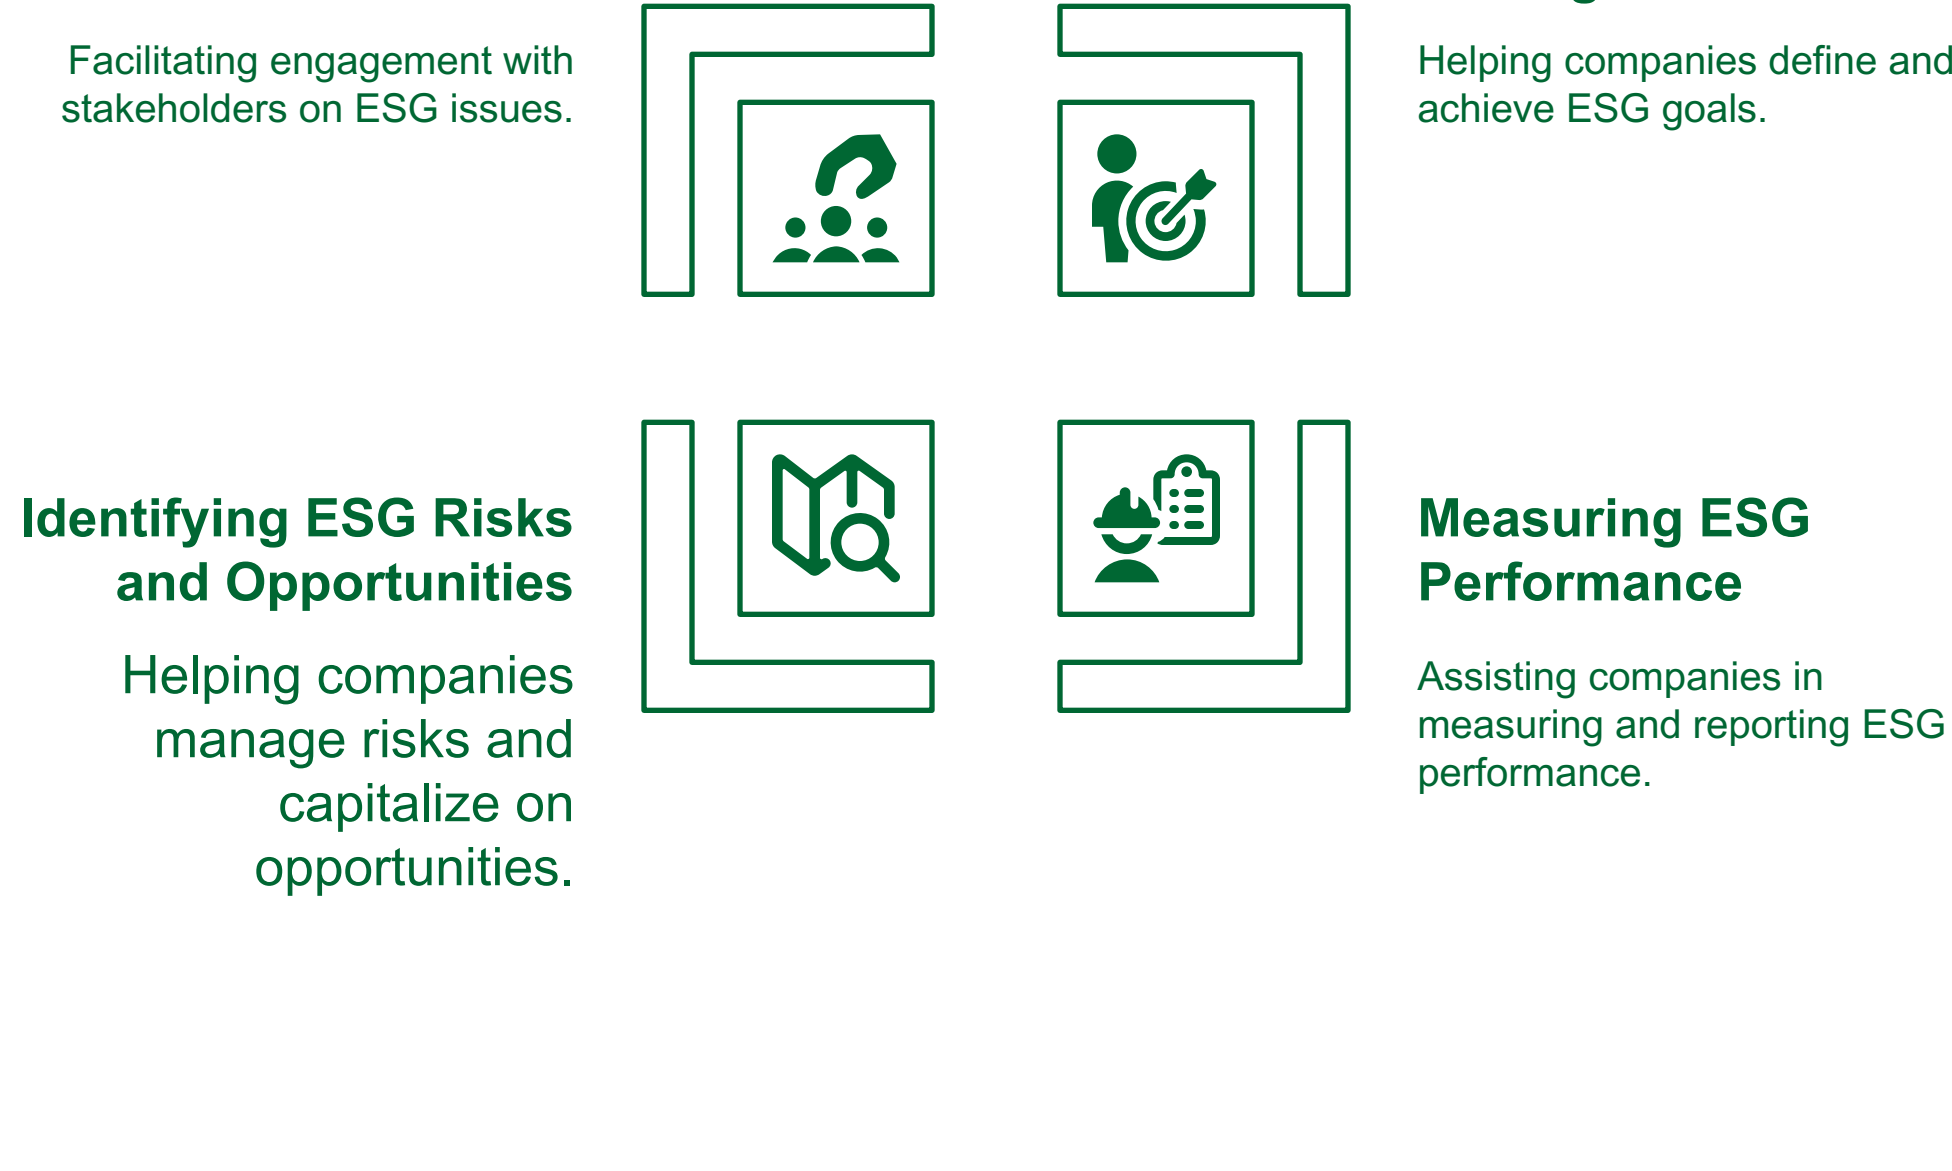 Facilitating engagement with
stakeholders on ESG issues.
Helping companies define and
achieve ESG goals.
Identifying ESG Risks
and Opportunities
Helping companies
manage risks and
capitalize on
opportunities.
Measuring ESG
Performance
Assisting companies in
measuring and reporting ESG
performance.